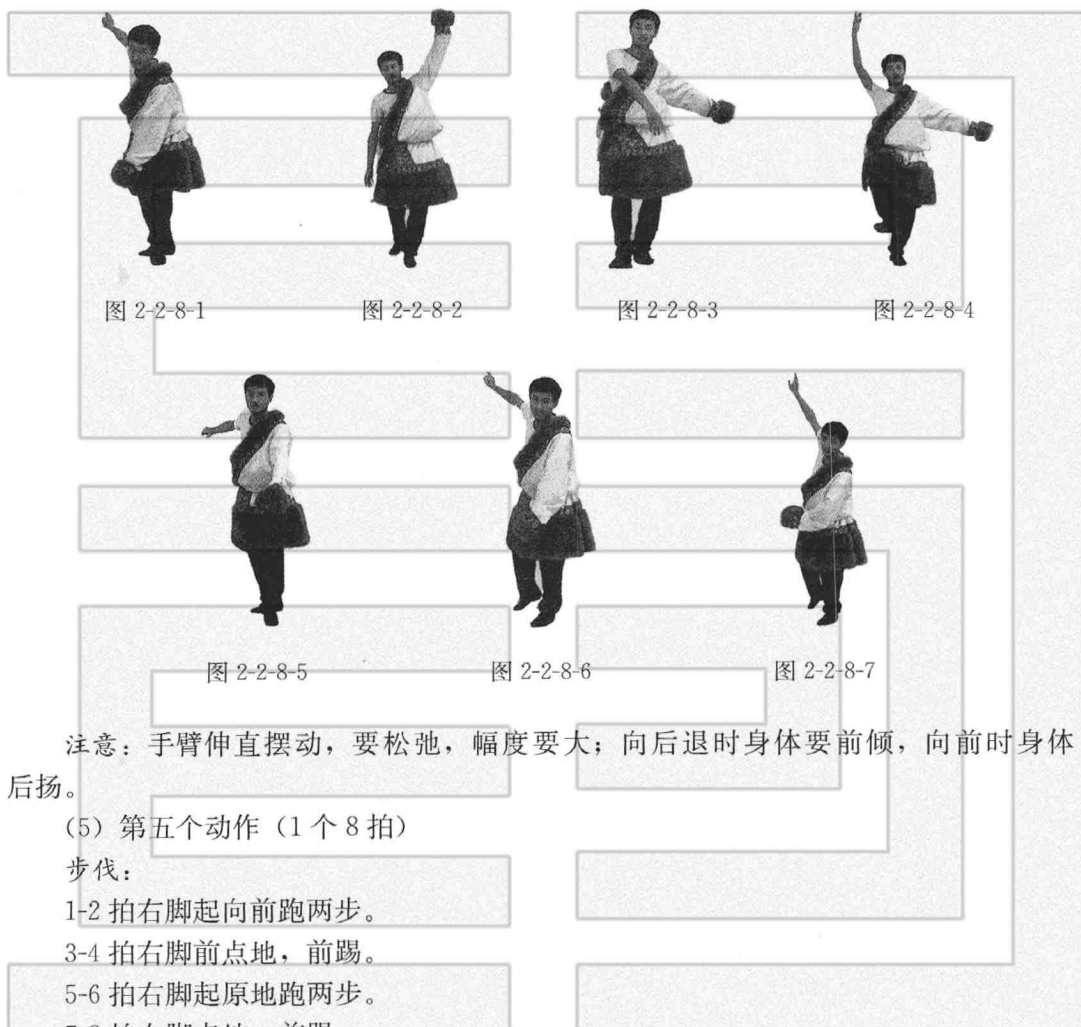 图 2-2-8-1 图 2-2-8-2 图 2-2-8-3 图 2-2-8-4
图 2-2-8-5 图 2-2-8-6 图 2-2-8-7
注意：手臂伸直摆动，要松弛，幅度要大；向后退时身体要前倾，向前时身体
后扬。
（5）第五个动作（1 个 8 拍）
步伐：
1-2 拍右脚起向前跑两步。
3-4 拍右脚前点地，前踢。
5-6 拍右脚起原地跑两步。